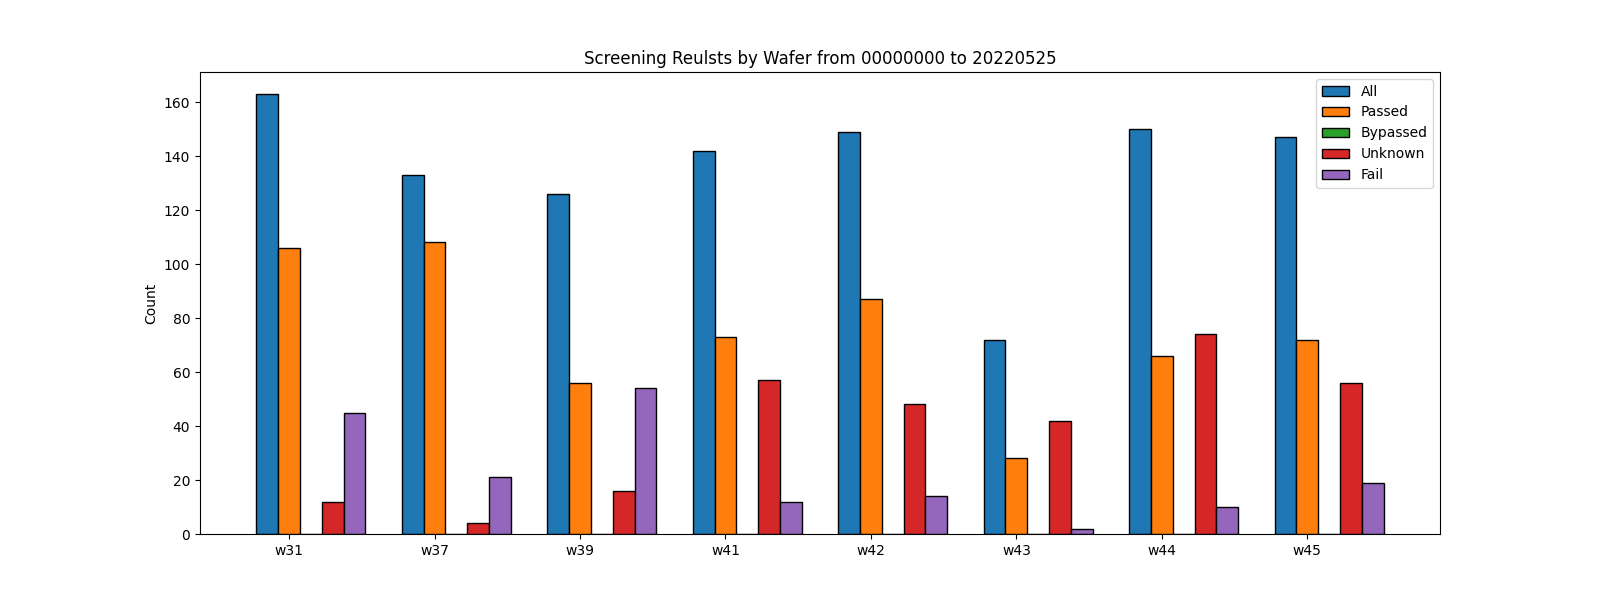 Screening Reulsts by Wafer from 00000000 to 20220525
All
Passed
Bypassed
Unknown
Fail
Count
160
140
120
100
80
60
40
20
0
w31 w37 w39 w41 w42 w43 w44 w45